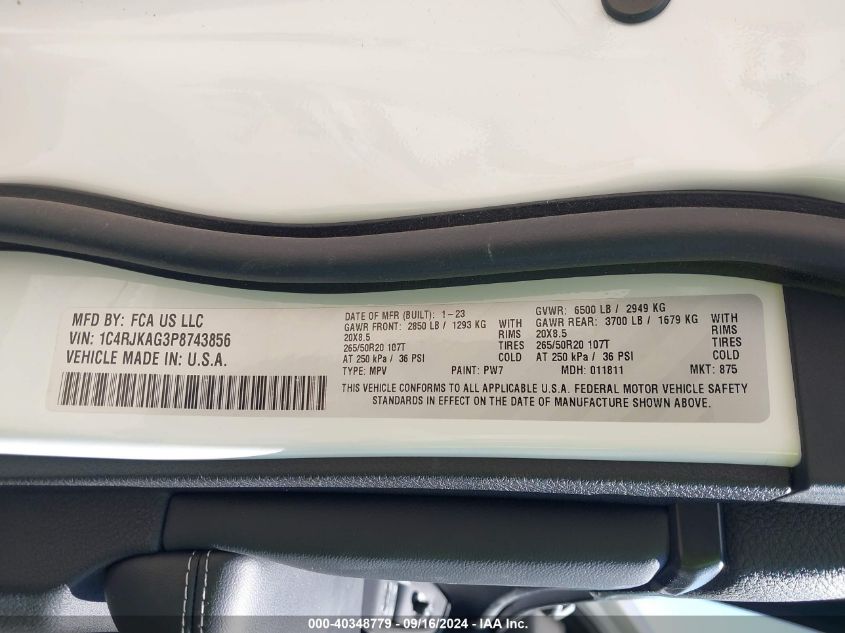 MFD BY: FCA US LLC
VIN: 1C4RJKAG3P8743856
VEHICLE MADE IN: U.S.A.
DATE OF MFR (BUILT): 1-23
GAWR FRONT: 2850 LB / 1293 KG WITH
20X8.5 RIMS
265/50R20 107T TIRES
AT 250 kPa / 36 PSI COLD
TYPE: MPV PAINT: PW7
GVWR: 6500 LB / 2949 KG
GAWR REAR: 3700 LB / 1679 KG WITH
20X8.5 RIMS
265/50R20 107T TIRES
AT 250 kPa / 36 PSI COLD
MDH: 011811 MKT: 875
THIS VEHICLE CONFORMS TO ALL APPLICABLE U.S.A. FEDERAL MOTOR VEHICLE SAFETY
STANDARDS IN EFFECT ON THE DATE OF MANUFACTURE SHOWN ABOVE.
000-40348779 - 09/16/2024 - IAA Inc.